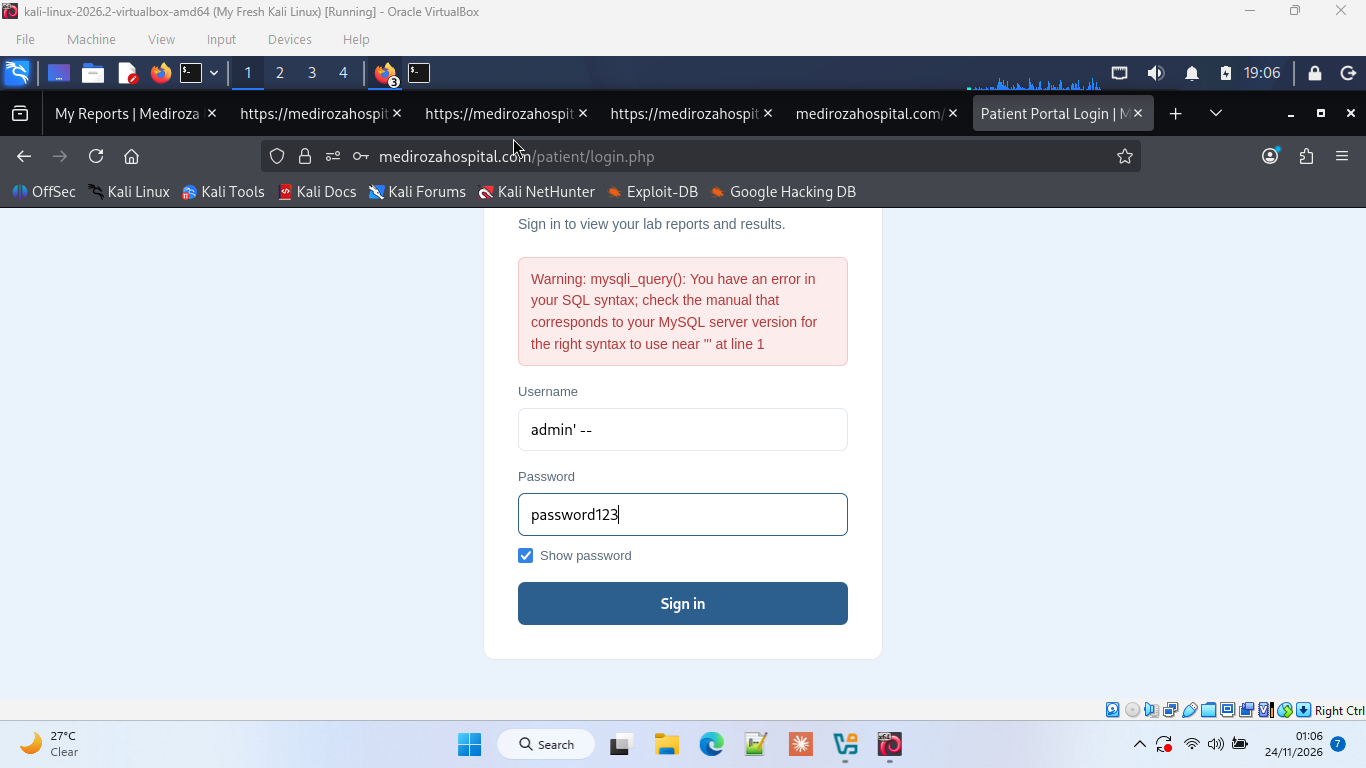 kali-linux-2026.2-virtualbox-amd64 (My Fresh Kali Linux) [Running] - Oracle VirtualBox
File Machine View Input Devices Help
1 2 3 4 3 19:06
My Reports | Mediroza https://medirozahospit https://medirozahospit https://medirozahospit medirozahospital.com/ Patient Portal Login | M
medirozahospital.com/patient/login.php
OffSec Kali Linux Kali Tools Kali Docs Kali Forums Kali NetHunter Exploit-DB Google Hacking DB
Sign in to view your lab reports and results.
Warning: mysqli_query(): You have an error in
your SQL syntax; check the manual that
corresponds to your MySQL server version for
the right syntax to use near '" at line 1
Username
admin' --
Password
password123
Show password
Sign in
Right Ctrl
27°C
Clear
Search
01:06
24/11/2026
7